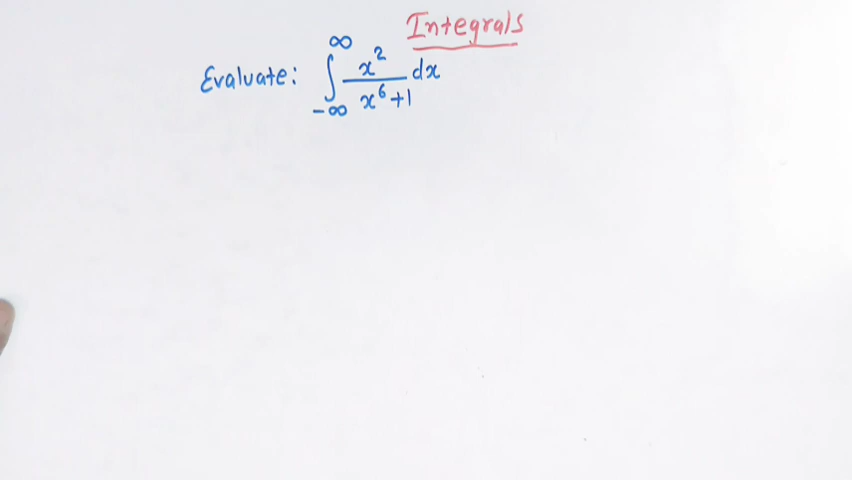 Integrals
Evaluate: ∫_{-∞}^{∞} x²/(x⁶+1) dx